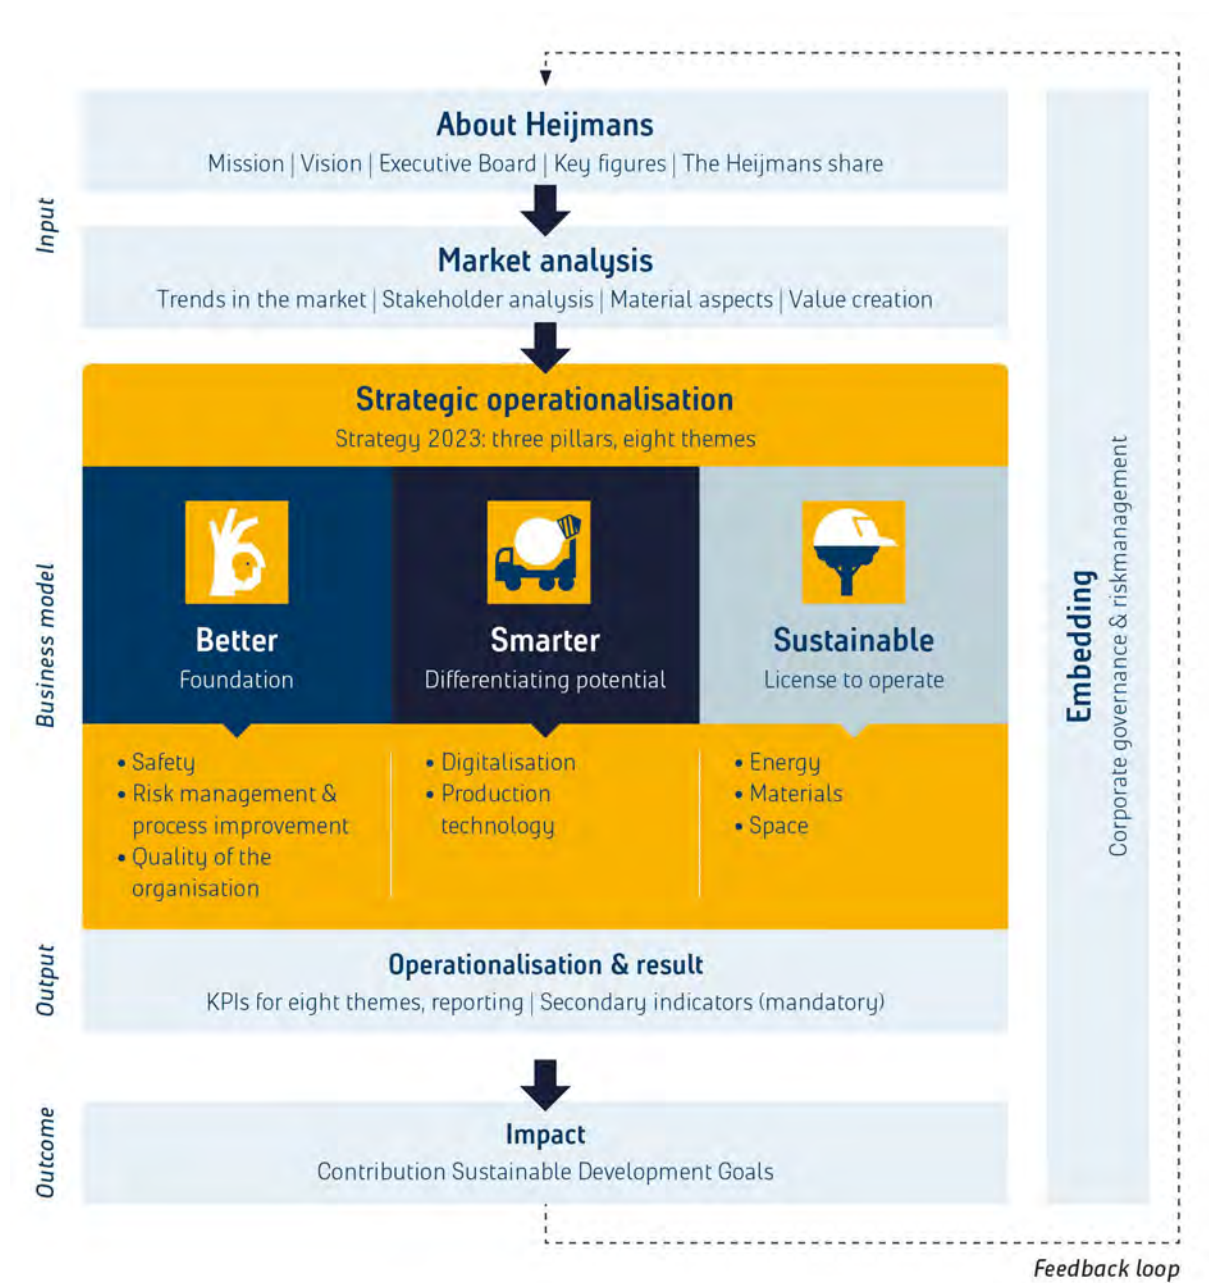 About Heijmans
Mission | Vision | Executive Board | Key figures | The Heijmans share
Input
Market analysis
Trends in the market | Stakeholder analysis | Material aspects | Value creation
Strategic operationalisation
Strategy 2023: three pillars, eight themes
Business model
Better
Foundation
Smarter
Differentiating potential
Sustainable
License to operate
• Safety
• Risk management &
process improvement
• Quality of the
organisation
• Digitalisation
• Production
technology
• Energy
• Materials
• Space
Output
Operationalisation & result
KPIs for eight themes, reporting | Secondary indicators (mandatory)
Outcome
Impact
Contribution Sustainable Development Goals
Embedding
Corporate governance & riskmanagement
Feedback loop